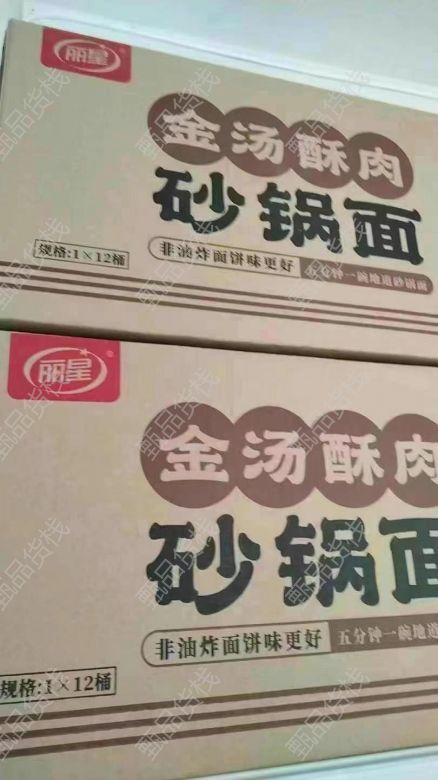 丽星
金汤酥肉
砂锅面
规格:1×12桶
非油炸面饼味更好 五分钟一碗地道砂锅面
丽星
金汤酥肉
砂锅面
非油炸面饼味更好 五分钟一碗地道
规格:1×12桶
甄品货栈